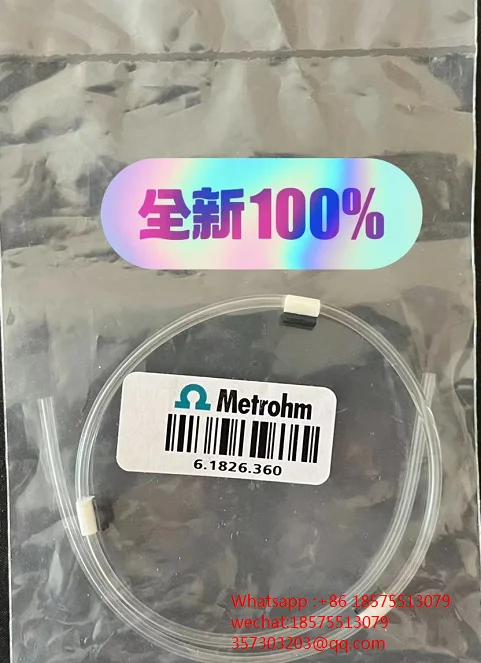 全新100%
Metrohm
6.1826.360
Whatsapp :+86 18575513079
wechat:18575513079
357303203@qq.com